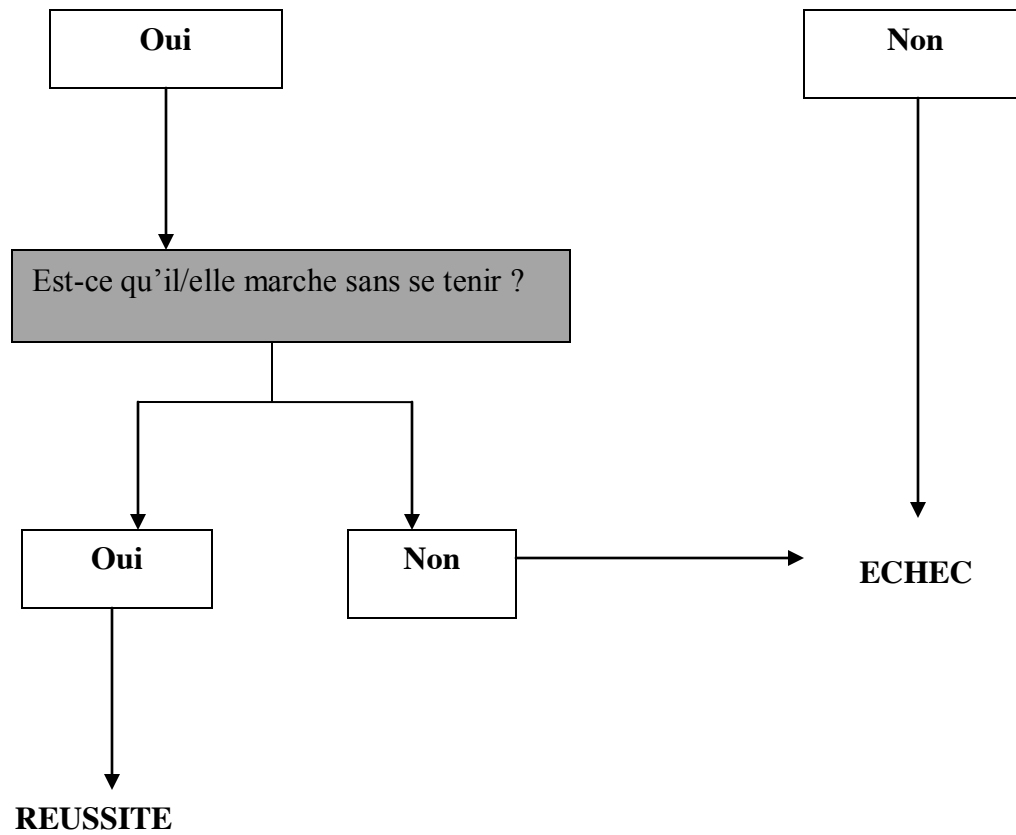 Oui
Non
Est-ce qu’il/elle marche sans se tenir ?
Oui
Non
ECHEC
REUSSITE